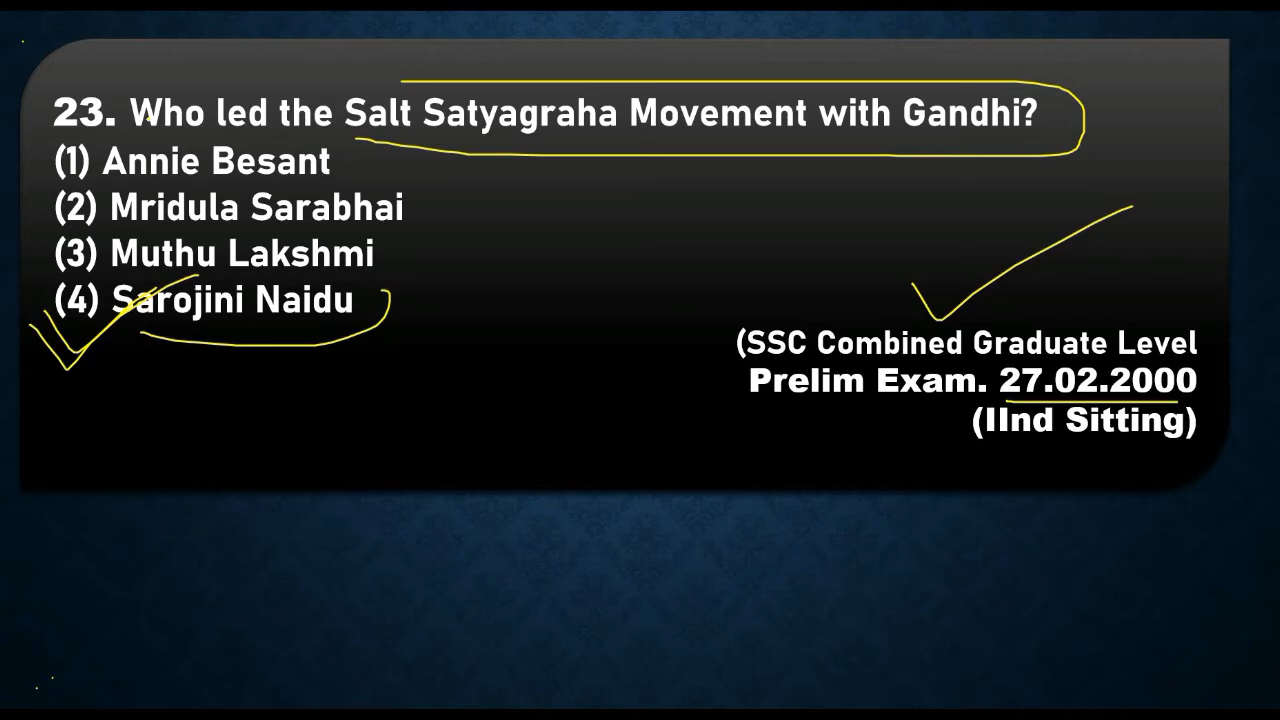 23. Who led the Salt Satyagraha Movement with Gandhi?
(1) Annie Besant
(2) Mridula Sarabhai
(3) Muthu Lakshmi
(4) Sarojini Naidu
(SSC Combined Graduate Level
Prelim Exam. 27.02.2000
(IInd Sitting)